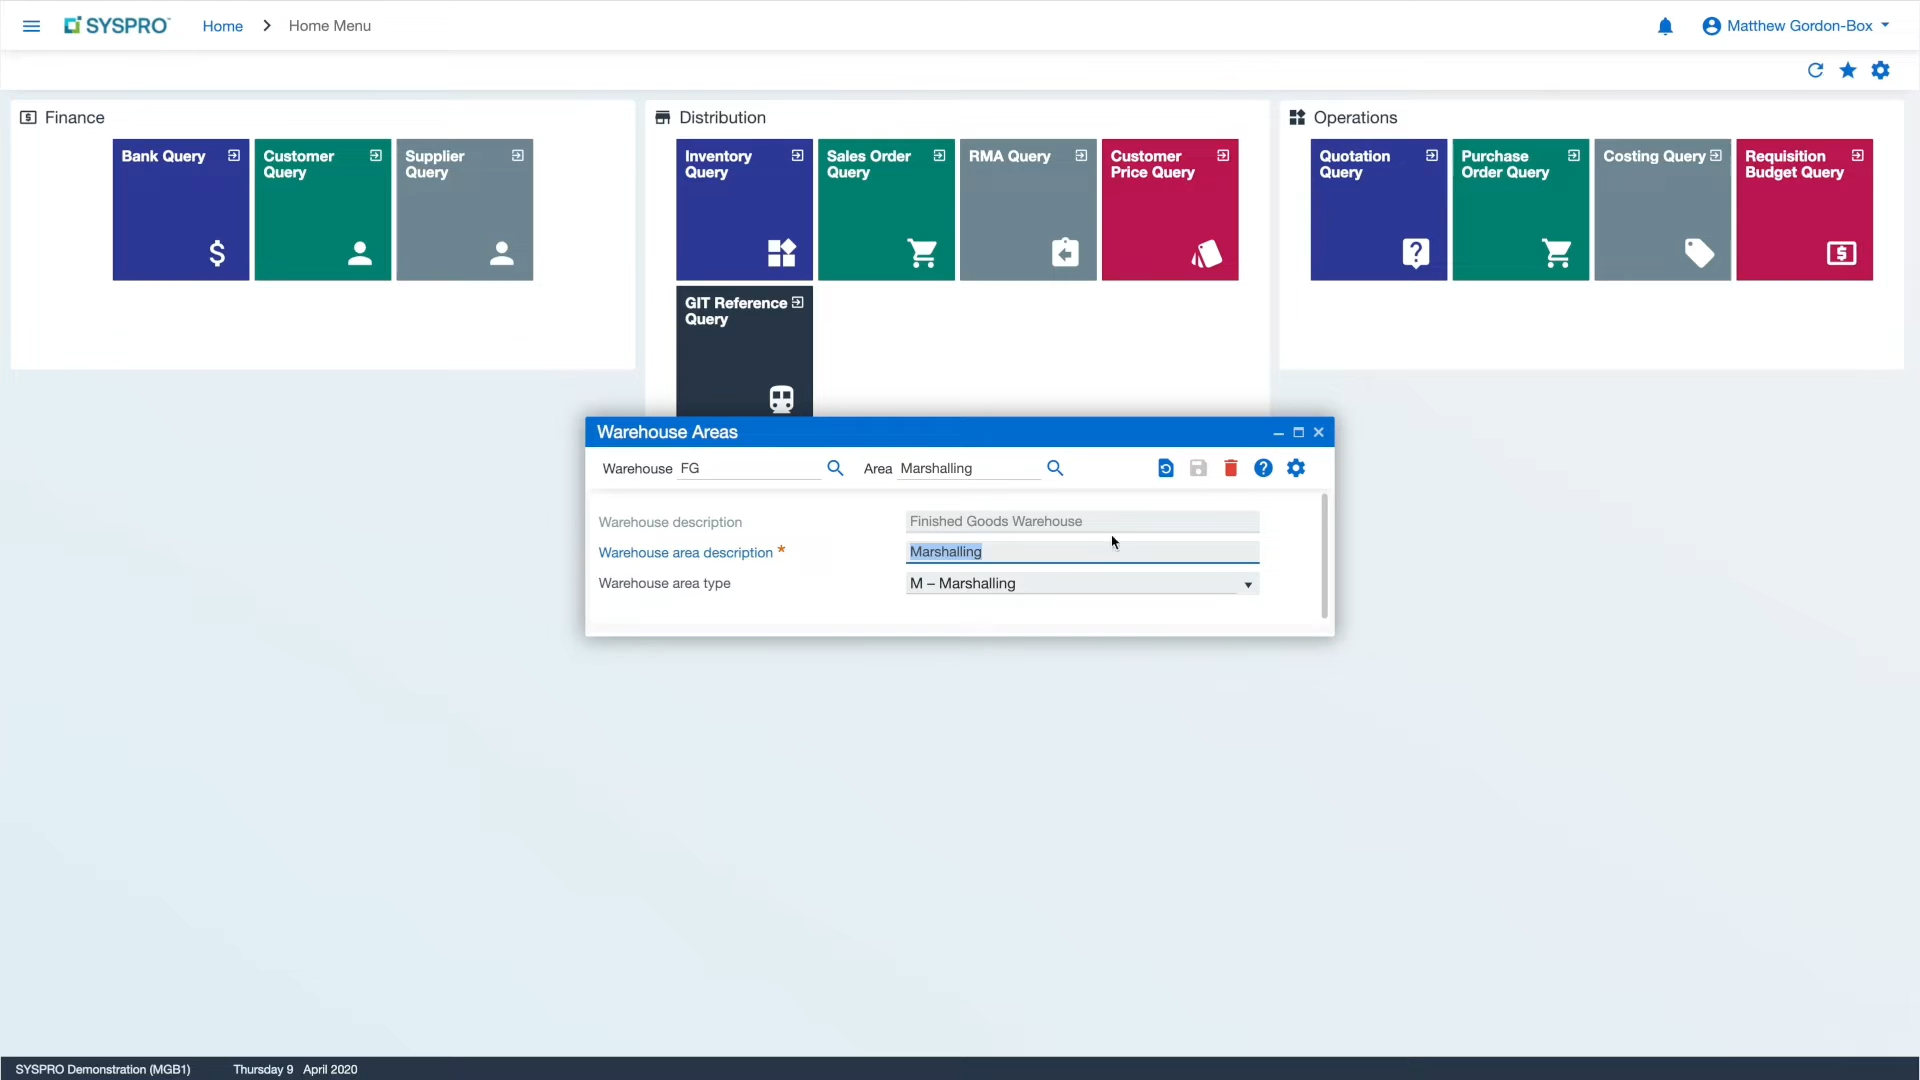 SYSPRO Home Home Menu Matthew Gordon-Box
Finance
Distribution
Operations
Bank Query
Customer
Query
Supplier
Query
Inventory
Query
Sales Order
Query
RMA Query
Customer
Price Query
GIT Reference
Query
Quotation
Query
Purchase
Order Query
Costing Query
Requisition
Budget Query
Warehouse Areas
Warehouse FG Area Marshalling
Warehouse description Finished Goods Warehouse
Warehouse area description * Marshalling
Warehouse area type M – Marshalling
SYSPRO Demonstration (MGB1) Thursday 9 April 2020